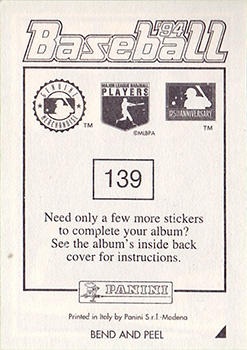 Baseball '94
GENUINE
MERCHANDISE
TM
MAJOR LEAGUE BASEBALL
PLAYERS
©MLBPA
125TH ANNIVERSARY
TM
139
Need only a few more stickers
to complete your album?
See the album's inside back
cover for instructions.
PANINI
Printed in Italy by Panini S.r.l.-Modena
BEND AND PEEL